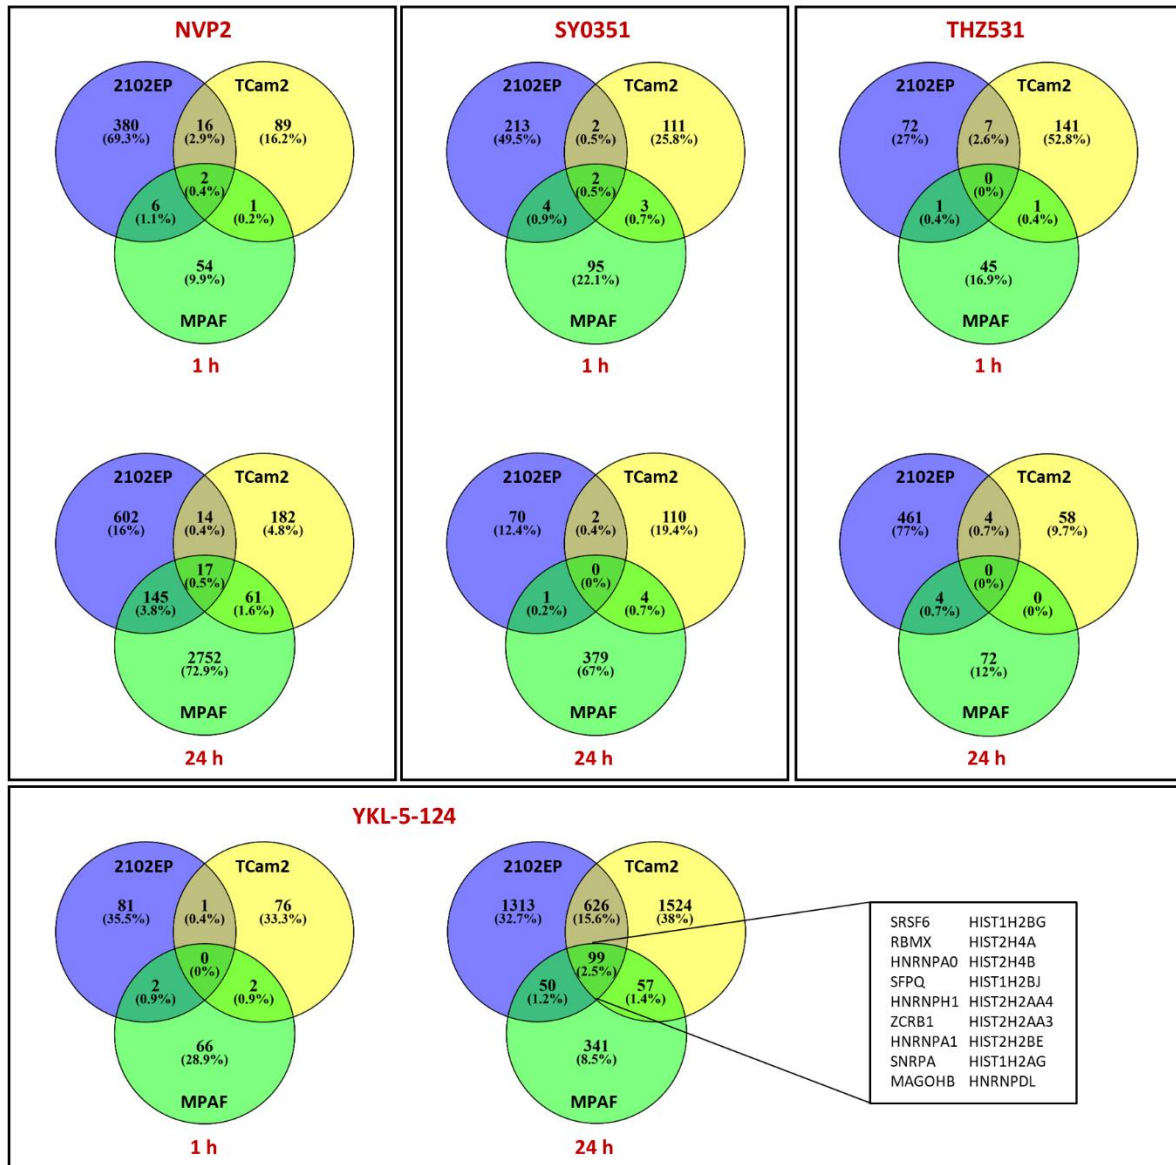 NVP2
2102EP
TCam2
380
(69.3%)
16
(2.9%)
89
(16.2%)
2
(0.4%)
6
(1.1%)
1
(0.2%)
54
(9.9%)
MPAF
1 h
2102EP
TCam2
602
(16%)
14
(0.4%)
182
(4.8%)
17
(0.5%)
145
(3.8%)
61
(1.6%)
2752
(72.9%)
MPAF
24 h
SY0351
2102EP
TCam2
213
(49.5%)
2
(0.5%)
111
(25.8%)
2
(0.5%)
4
(0.9%)
3
(0.7%)
95
(22.1%)
MPAF
1 h
2102EP
TCam2
70
(12.4%)
2
(0.4%)
110
(19.4%)
0
(0%)
1
(0.2%)
4
(0.7%)
379
(67%)
MPAF
24 h
THZ531
2102EP
TCam2
72
(27%)
7
(2.6%)
141
(52.8%)
0
(0%)
1
(0.4%)
1
(0.4%)
45
(16.9%)
MPAF
1 h
2102EP
TCam2
461
(77%)
4
(0.7%)
58
(9.7%)
0
(0%)
4
(0.7%)
0
(0%)
72
(12%)
MPAF
24 h
YKL-5-124
2102EP
TCam2
81
(35.5%)
1
(0.4%)
76
(33.3%)
0
(0%)
2
(0.9%)
2
(0.9%)
66
(28.9%)
MPAF
1 h
2102EP
TCam2
1313
(32.7%)
626
(15.6%)
1524
(38%)
99
(2.5%)
50
(1.2%)
57
(1.4%)
341
(8.5%)
MPAF
24 h
SRSF6 HIST1H2BG
RBMX HIST2H4A
HNRNPA0 HIST2H4B
SFPQ HIST1H2BJ
HNRNPH1 HIST2H2AA4
ZCRB1 HIST2H2AA3
HNRNPA1 HIST2H2BE
SNRPA HIST1H2AG
MAGOHB HNRNPDL